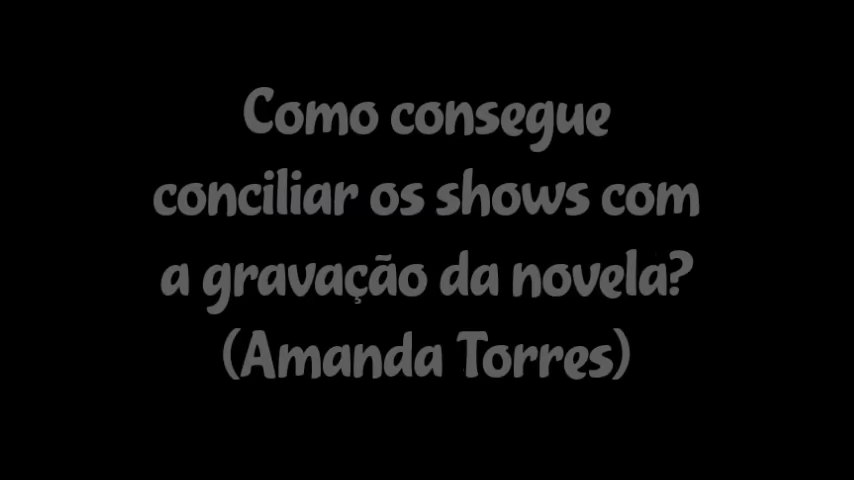 Como consegue
conciliar os shows com
a gravação da novela?
(Amanda Torres)